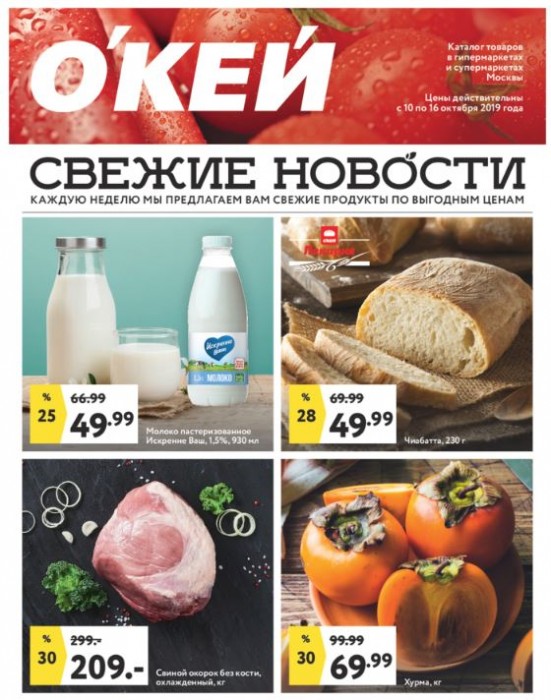 О'КЕЙ
Каталог товаров
в гипермаркетах
и супермаркетах
Москвы
Цены действительны
с 10 по 16 октября 2019 года
СВЕЖИЕ НОВОСТИ
КАЖДУЮ НЕДЕЛЮ МЫ ПРЕДЛАГАЕМ ВАМ СВЕЖИЕ ПРОДУКТЫ ПО ВЫГОДНЫМ ЦЕНАМ
Искренне
Ваш
МОЛОКО
%
25
66.99
49.99
Молоко пастеризованное
Искренне Ваш, 1,5%, 930 мл
%
28
69.99
49.99
Чиабатта, 230 г
%
30
299.-
209.-
Свиной окорок без кости,
охлажденный, кг
%
30
99.99
69.99
Хурма, кг